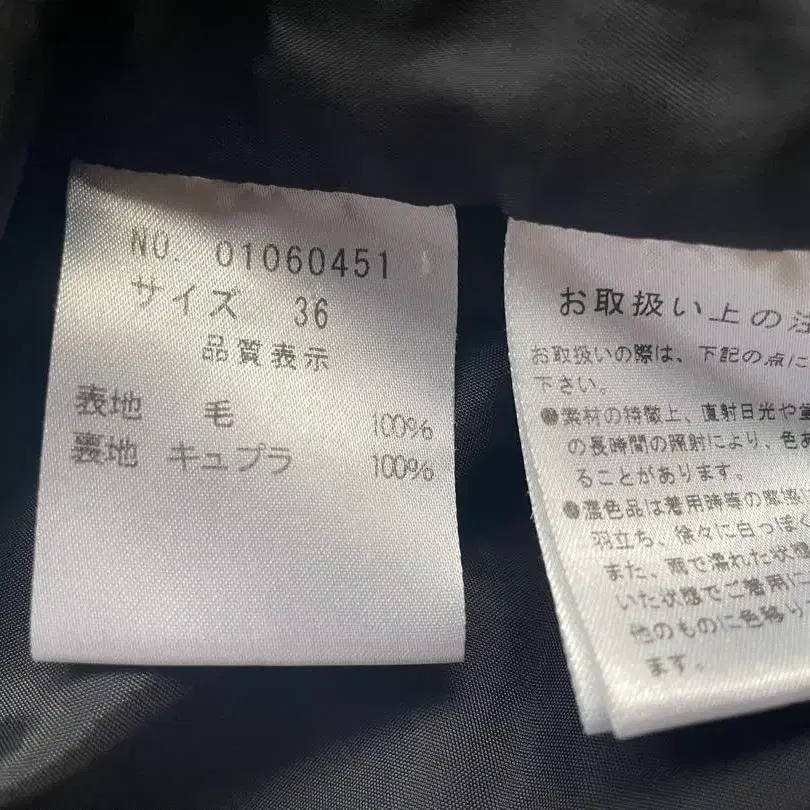 NO. 01060451
サイズ 36
品質表示
表地 毛 100%
裏地 キュプラ 100%
お取扱い上の注
お取扱いの際は、下記の点に
下さい。
●素材の特徴上、直射日光や
の長時間の照射により、色あ
ることがあります。
●濃色品は着用時等の摩擦
羽立ち、徐々に白っぽく
また、雨で濡れた状態
いた状態でご着用に
他のものに色移り
ます。